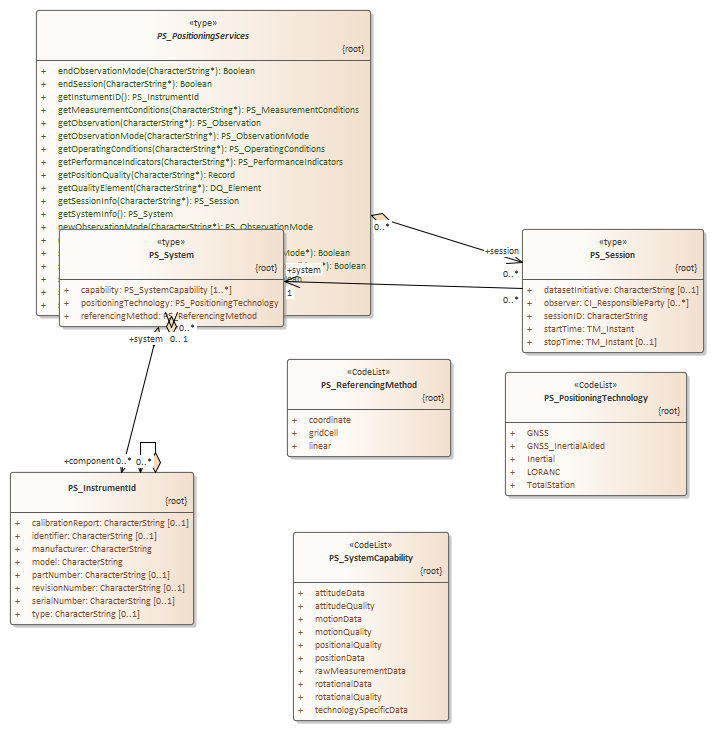 «type»
PS_PositioningServices
{root}
+ endObservationMode(CharacterString*): Boolean
+ endSession(CharacterString*): Boolean
+ getInstumentID(): PS_InstrumentId
+ getMeasurementConditions(CharacterString*): PS_MeasurementConditions
+ getObservation(CharacterString*): PS_Observation
+ getObservationMode(CharacterString*): PS_ObservationMode
+ getOperatingConditions(CharacterString*): PS_OperatingConditions
+ getPerformanceIndicators(CharacterString*): PS_PerformanceIndicators
+ getPositionQuality(CharacterString*): Record
+ getQualityElement(CharacterString*): DQ_Element
+ getSessionInfo(CharacterString*): PS_Session
+ getSystemInfo(): PS_System
+ newObservationMode(CharacterString*): PS_ObservationMode
Mode*): Boolean
*): Boolean
«type»
PS_System
{root}
+ capability: PS_SystemCapability [1..*]
+ positioningTechnology: PS_PositioningTechnology
+ referencingMethod: PS_ReferencingMethod
0..*
+session
0..*
+system
1
0..*
«type»
PS_Session
{root}
+ datasetInitiative: CharacterString [0..1]
+ observer: CI_ResponsibleParty [0..*]
+ sessionID: CharacterString
+ startTime: TM_Instant
+ stopTime: TM_Instant [0..1]
0..*
+system 0..1
«CodeList»
PS_ReferencingMethod
{root}
+ coordinate
+ gridCell
+ linear
«CodeList»
PS_PositioningTechnology
{root}
+ GNSS
+ GNSS_InertialAided
+ Inertial
+ LORANC
+ TotalStation
+component 0..* 0..*
PS_InstrumentId
{root}
+ calibrationReport: CharacterString [0..1]
+ identifier: CharacterString [0..1]
+ manufacturer: CharacterString
+ model: CharacterString
+ partNumber: CharacterString [0..1]
+ revisionNumber: CharacterString [0..1]
+ serialNumber: CharacterString [0..1]
+ type: CharacterString [0..1]
«CodeList»
PS_SystemCapability
{root}
+ attitudeData
+ attitudeQuality
+ motionData
+ motionQuality
+ positionalQuality
+ positionData
+ rawMeasurementData
+ rotationalData
+ rotationalQuality
+ technologySpecificData